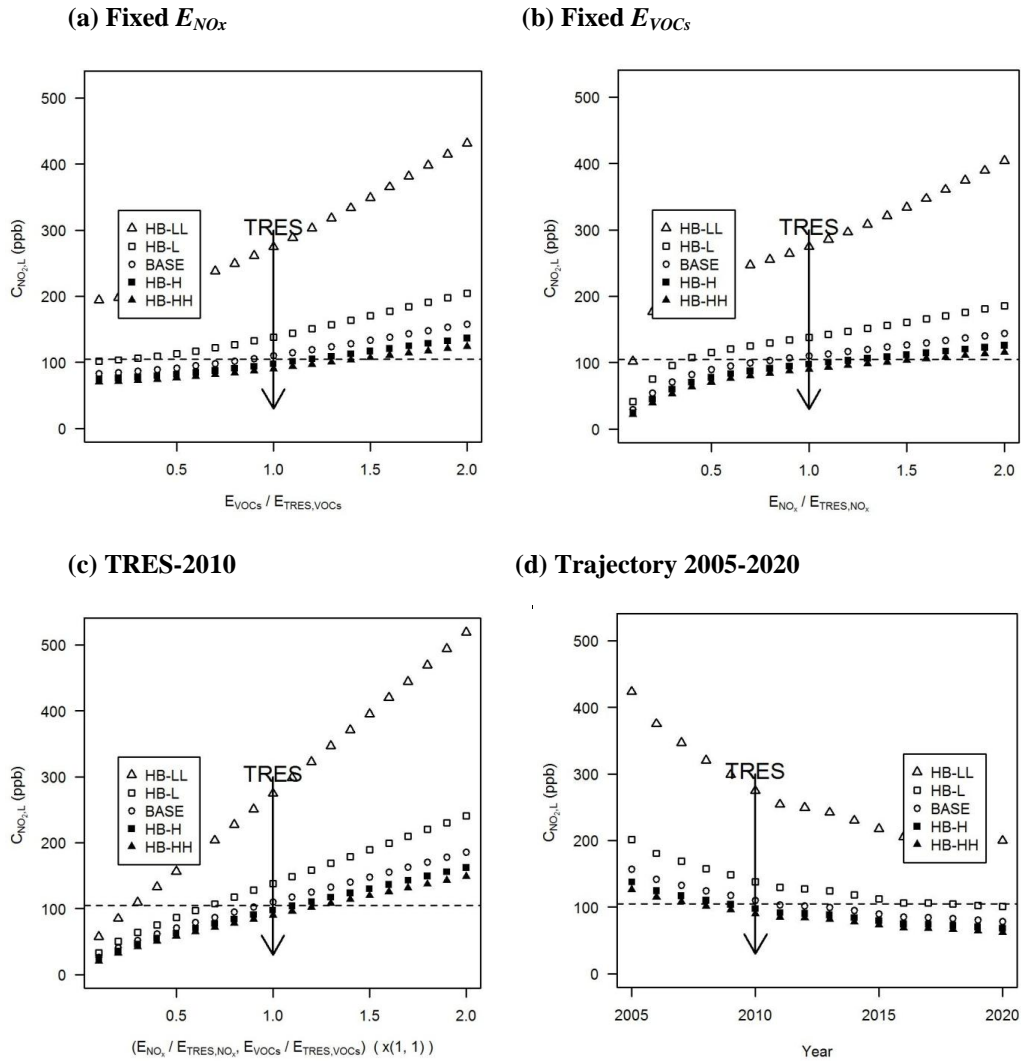 (a) Fixed E_NOx
500
400
300
200
100
0
C_NO2,L (ppb)
HB-LL
HB-L
BASE
HB-H
HB-HH
TRES
0.5 1.0 1.5 2.0
E_VOCs / E_TRES,VOCs
(b) Fixed E_VOCs
500
400
300
200
100
0
C_NO2,L (ppb)
HB-LL
HB-L
BASE
HB-H
HB-HH
TRES
0.5 1.0 1.5 2.0
E_NOx / E_TRES,NOx
(c) TRES-2010
500
400
300
200
100
0
C_NO2,L (ppb)
HB-LL
HB-L
BASE
HB-H
HB-HH
TRES
0.5 1.0 1.5 2.0
(E_NOx / E_TRES,NOx, E_VOCs / E_TRES,VOCs) ( x(1, 1) )
(d) Trajectory 2005-2020
500
400
300
200
100
0
C_NO2,L (ppb)
TRES
HB-LL
HB-L
BASE
HB-H
HB-HH
2005 2010 2015 2020
Year